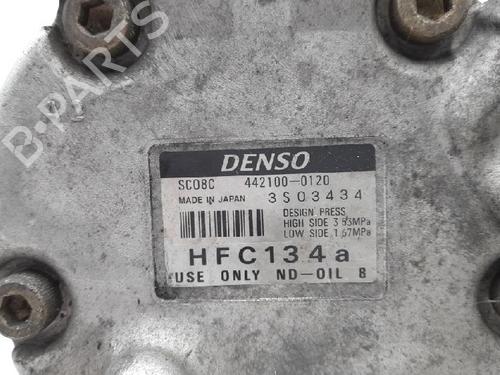 B-PARTS
DENSO
SC08C 442100-0120
MADE IN JAPAN 3S03434
DESIGN PRESS
HIGH SIDE 3.53MPa
LOW SIDE 1.67MPa
HFC134a
USE ONLY ND-OIL 8
B-PARTS